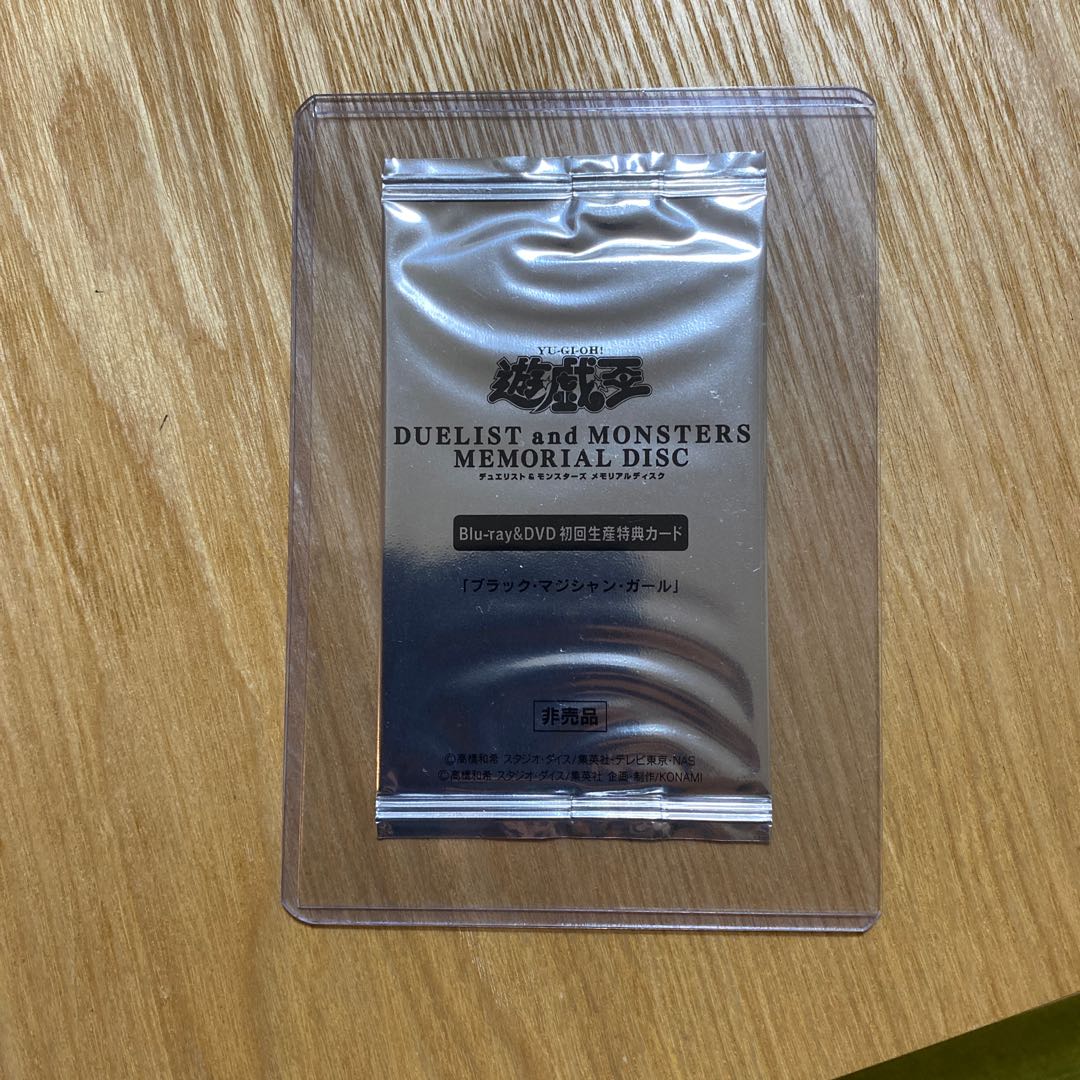 YU-GI-OH!
遊戯王
DUELIST and MONSTERS
MEMORIAL DISC
デュエリスト&モンスターズ メモリアルディスク
Blu-ray&DVD 初回生産特典カード
「ブラック・マジシャン・ガール」
非売品
©高橋和希 スタジオ・ダイス/集英社・テレビ東京・NAS
©高橋和希 スタジオ・ダイス/集英社 企画・制作/KONAMI